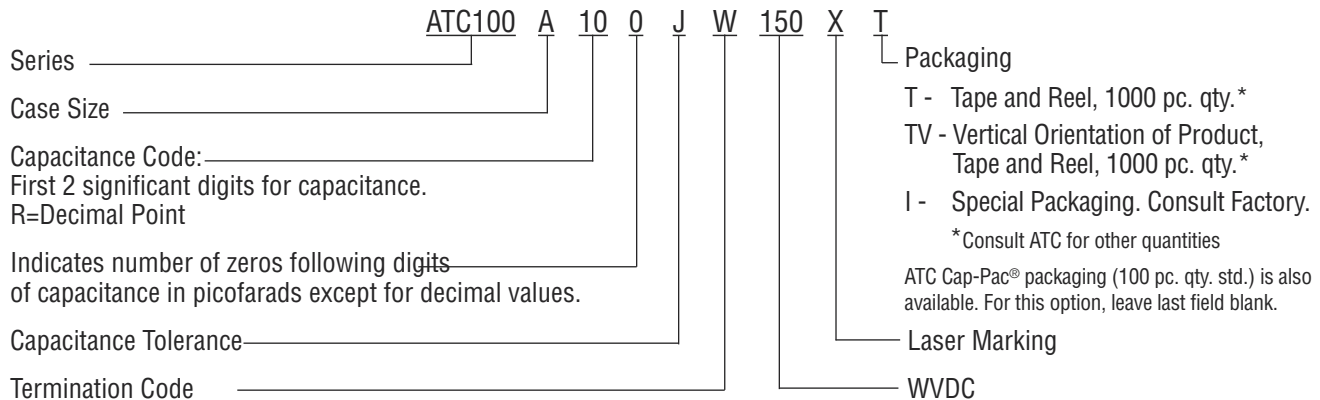 ATC100 A 10 0 J W 150 X T
Series
Case Size
Capacitance Code:
First 2 significant digits for capacitance.
R=Decimal Point
Indicates number of zeros following digits
of capacitance in picofarads except for decimal values.
Capacitance Tolerance
Termination Code
Packaging
T - Tape and Reel, 1000 pc. qty.*
TV - Vertical Orientation of Product,
Tape and Reel, 1000 pc. qty.*
I - Special Packaging. Consult Factory.
*Consult ATC for other quantities
ATC Cap-Pac® packaging (100 pc. qty. std.) is also
available. For this option, leave last field blank.
Laser Marking
WVDC